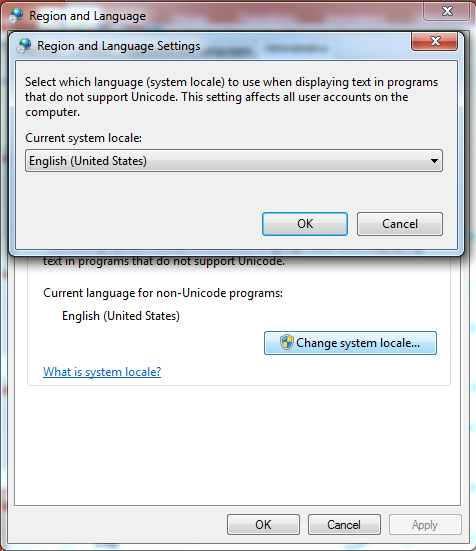 Region and Language
Region and Language Settings
Select which language (system locale) to use when displaying text in programs
that do not support Unicode. This setting affects all user accounts on the
computer.
Current system locale:
English (United States)
OK
Cancel
text in programs that do not support Unicode.
Current language for non-Unicode programs:
English (United States)
Change system locale...
What is system locale?
OK
Cancel
Apply